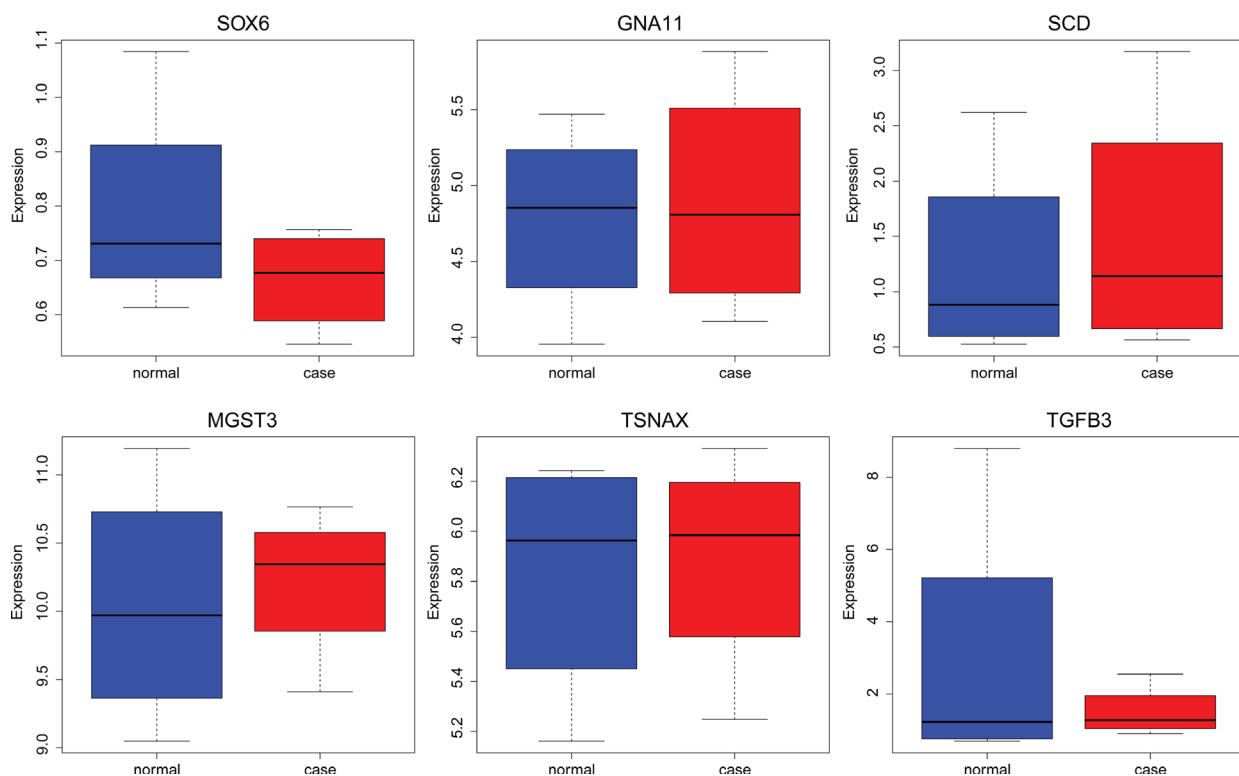 SOX6
GNA11
SCD
Expression
0.6
0.7
0.8
0.9
1.0
1.1
normal
case
Expression
4.0
4.5
5.0
5.5
normal
case
Expression
0.5
1.0
1.5
2.0
2.5
3.0
normal
case
MGST3
TSNAX
TGFB3
Expression
9.0
9.5
10.0
10.5
11.0
normal
case
Expression
5.2
5.4
5.6
5.8
6.0
6.2
normal
case
Expression
2
4
6
8
normal
case